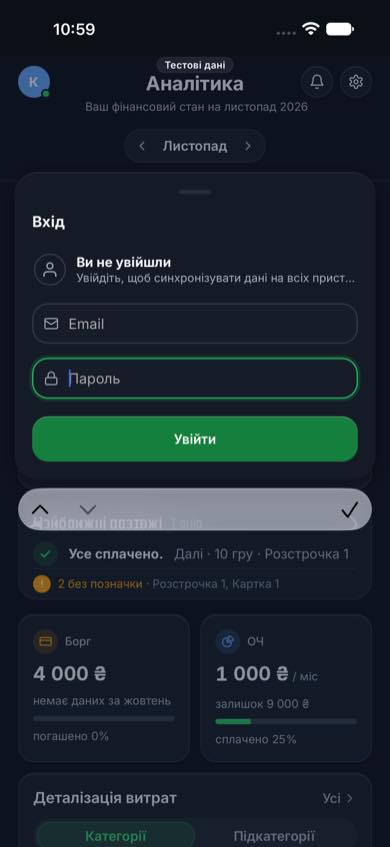 10:59
Тестові дані
K
Аналітика
Ваш фінансовий стан на листопад 2026
Листопад
Вхід
Ви не увійшли
Увійдіть, щоб синхронізувати дані на всіх прист...
Email
Пароль
Увійти
Найближчі платежі
Усе сплачено. Далі · 10 гру · Розстрочка 1
! 2 без позначки · Розстрочка 1, Картка 1
Борг
4 000 ₴
немає даних за жовтень
погашено 0%
ОЧ
1 000 ₴ / міс
залишок 9 000 ₴
сплачено 25%
Деталізація витрат
Усі
Категорії
Підкатегорії